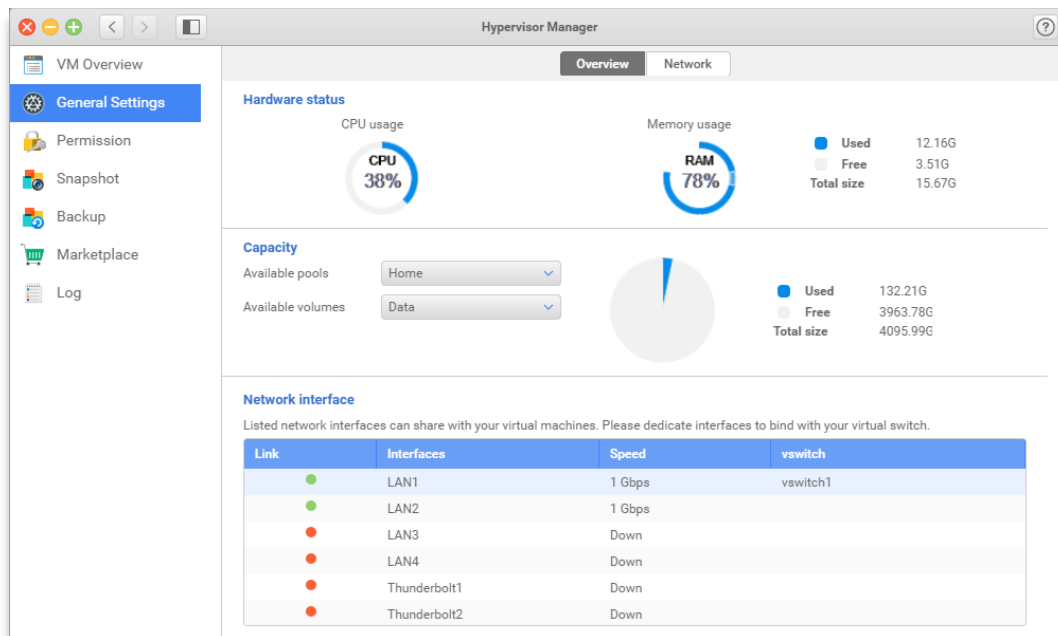 Hypervisor Manager
?
VM Overview
General Settings
Permission
Snapshot
Backup
Marketplace
Log
Overview Network
Hardware status
CPU usage
CPU
38%
Memory usage
RAM
78%
Used 12.16G
Free 3.51G
Total size 15.67G
Capacity
Available pools Home
Available volumes Data
Used 132.21G
Free 3963.78G
Total size 4095.99G
Network interface
Listed network interfaces can share with your virtual machines. Please dedicate interfaces to bind with your virtual switch.
Link Interfaces Speed vswitch
LAN1 1 Gbps vswitch1
LAN2 1 Gbps
LAN3 Down
LAN4 Down
Thunderbolt1 Down
Thunderbolt2 Down